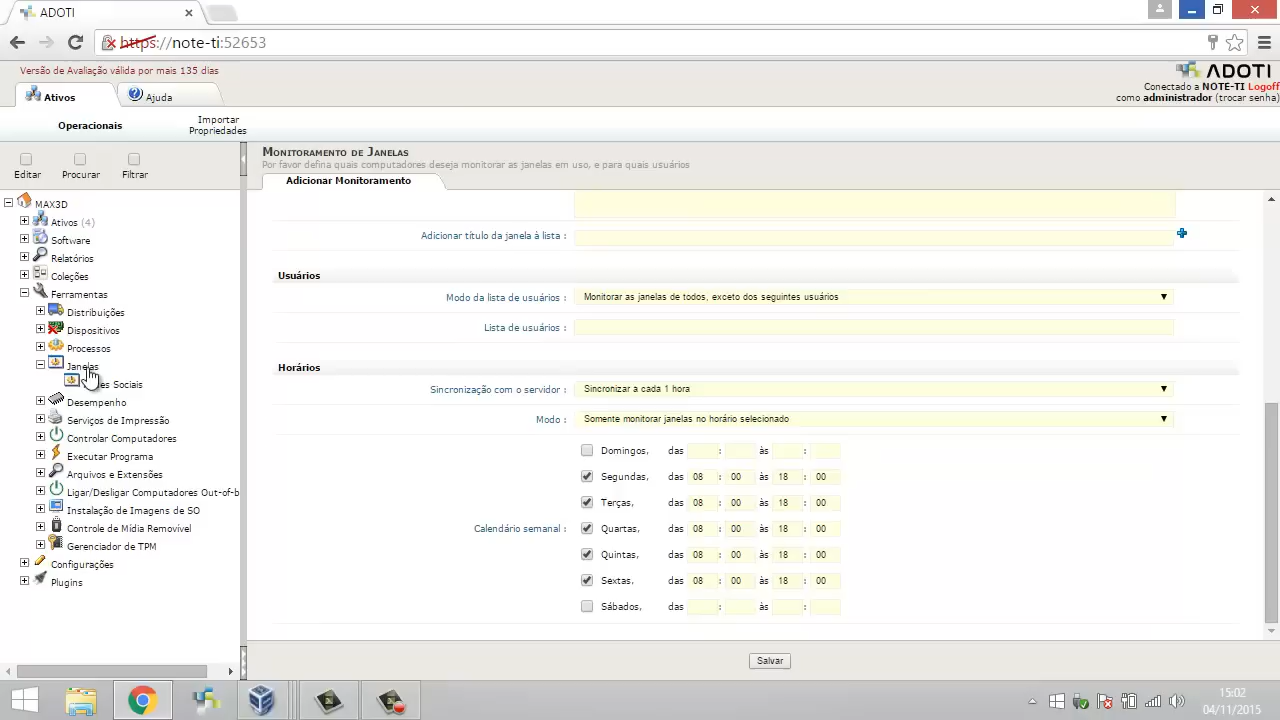 ADOTI
https://note-ti:52653
Versão de Avaliação válida por mais 135 dias
ADOTI
Conectado a NOTE-TI Logoff
como administrador (trocar senha)
Ativos
Ajuda
Operacionais
Importar
Propriedades
Editar
Procurar
Filtrar
MONITORAMENTO DE JANELAS
Por favor defina quais computadores deseja monitorar as janelas em uso, e para quais usuários
Adicionar Monitoramento
MAX3D
Ativos (4)
Software
Relatórios
Coleções
Ferramentas
Distribuições
Dispositivos
Processos
Janelas
es Sociais
Desempenho
Serviços de Impressão
Controlar Computadores
Executar Programa
Arquivos e Extensões
Ligar/Desligar Computadores Out-of-b
Instalação de Imagens de SO
Controle de Mídia Removível
Gerenciador de TPM
Configurações
Plugins
Adicionar título da janela à lista :
Usuários
Modo da lista de usuários : Monitorar as janelas de todos, exceto dos seguintes usuários
Lista de usuários :
Horários
Sincronização com o servidor : Sincronizar a cada 1 hora
Modo : Somente monitorar janelas no horário selecionado
Calendário semanal :
Domingos, das : às :
Segundas, das 08 : 00 às 18 : 00
Terças, das 08 : 00 às 18 : 00
Quartas, das 08 : 00 às 18 : 00
Quintas, das 08 : 00 às 18 : 00
Sextas, das 08 : 00 às 18 : 00
Sábados, das : às :
Salvar
15:02
04/11/2015